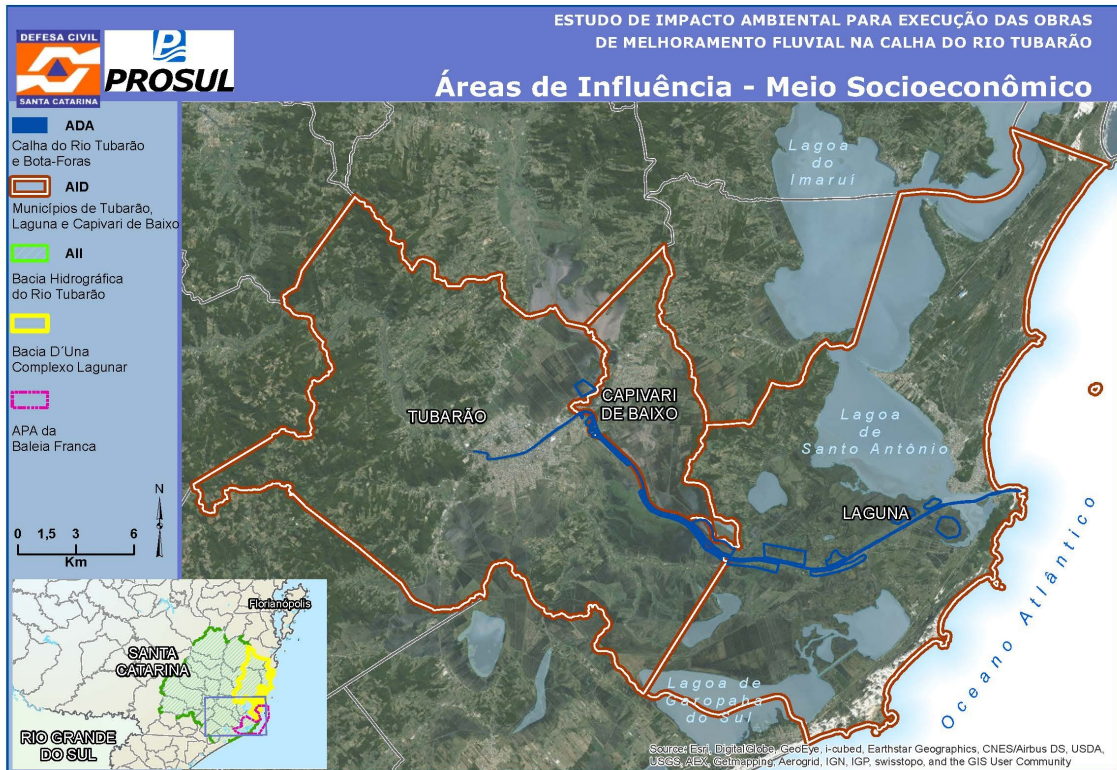 ESTUDO DE IMPACTO AMBIENTAL PARA EXECUÇÃO DAS OBRAS
DE MELHORAMENTO FLUVIAL NA CALHA DO RIO TUBARÃO
Áreas de Influência - Meio Socioeconômico
DEFESA CIVIL
SANTA CATARINA
PROSUL
ADA
Calha do Rio Tubarão
e Bota-Foras
AID
Municípios de Tubarão,
Laguna e Capivari de Baixo
AII
Bacia Hidrográfica
do Rio Tubarão
Bacia D´Una
Complexo Lagunar
APA da
Baleia Franca
N
0 1,5 3 6
Km
Lagoa
do
Imaruí
TUBARÃO
CAPIVARI
DE BAIXO
Lagoa
de
Santo Antônio
LAGUNA
Lagoa de
Garopaba
do Sul
Oceano Atlântico
Florianópolis
SANTA
CATARINA
RIO GRANDE
DO SUL
Source: Esri, DigitalGlobe, GeoEye, i-cubed, Earthstar Geographics, CNES/Airbus DS, USDA,
USGS, AEX, Getmapping, Aerogrid, IGN, IGP, swisstopo, and the GIS User Community